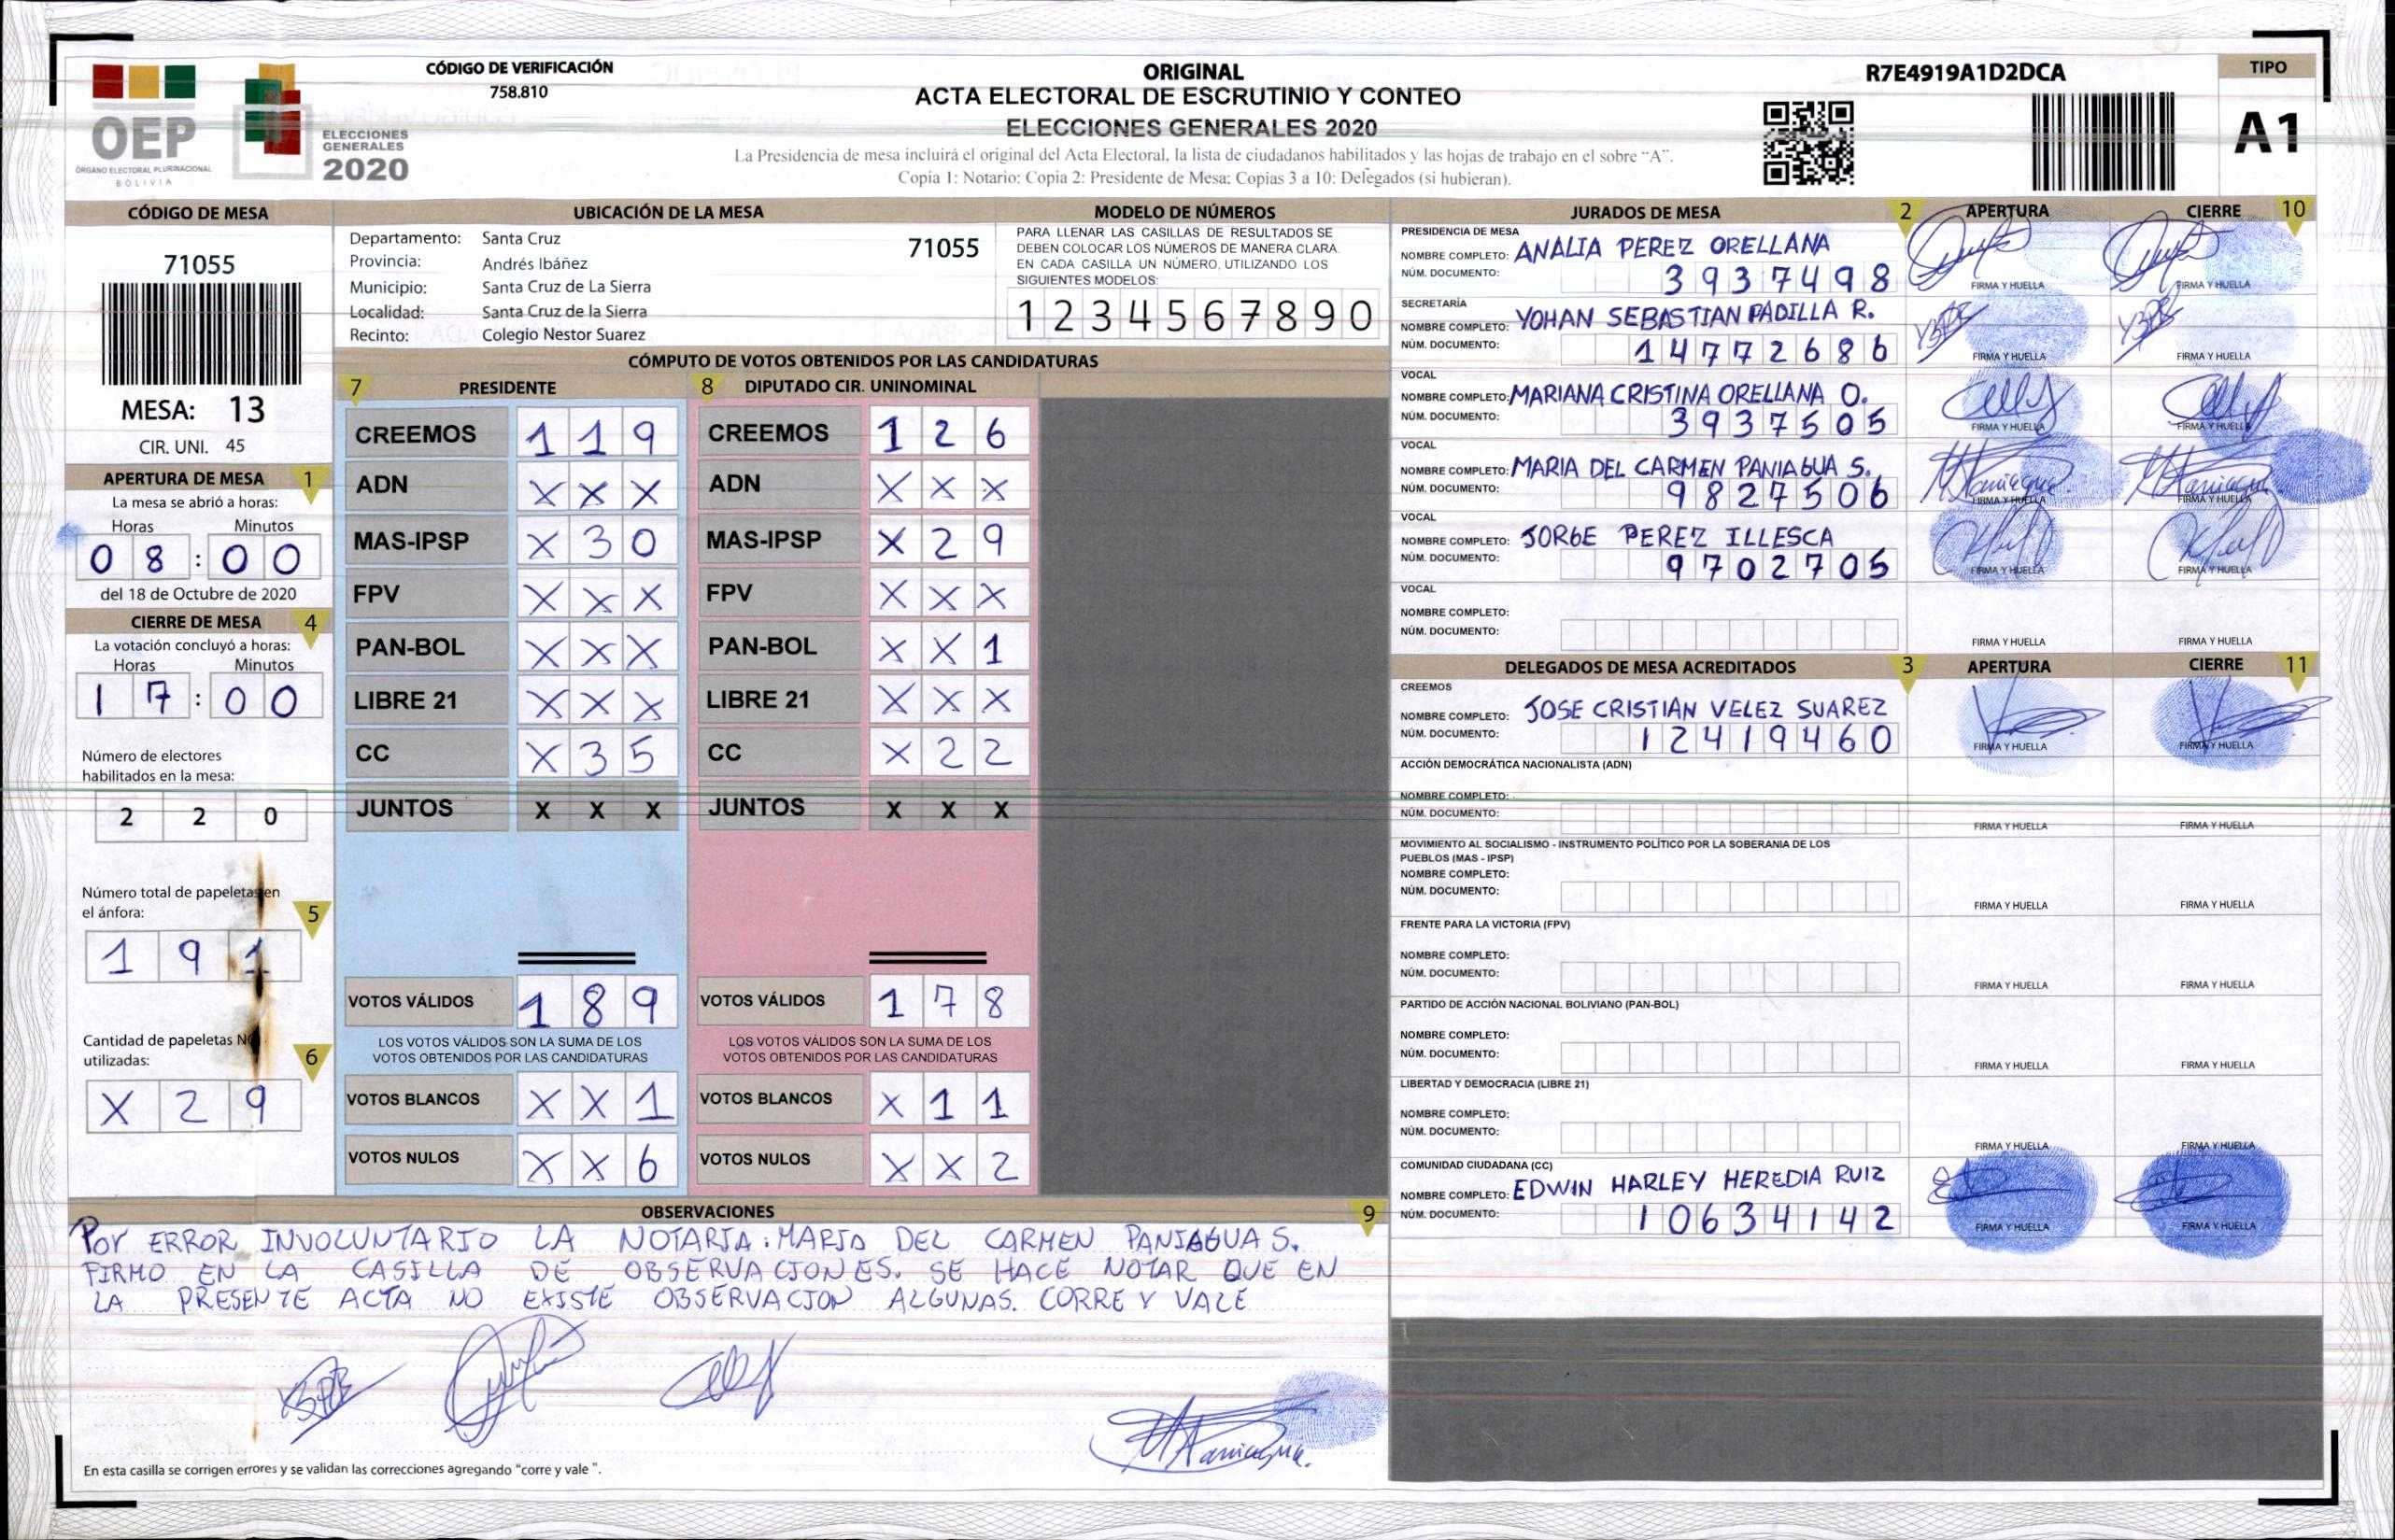 CÓDIGO DE VERIFICACIÓN
758.810
OEP
ÓRGANO ELECTORAL PLURINACIONAL
BOLIVIA
ELECCIONES
GENERALES
2020
ORIGINAL
ACTA ELECTORAL DE ESCRUTINIO Y CONTEO
ELECCIONES GENERALES 2020
La Presidencia de mesa incluirá el original del Acta Electoral, la lista de ciudadanos habilitados y las hojas de trabajo en el sobre “A”.
Copia 1: Notario; Copia 2: Presidente de Mesa; Copias 3 a 10: Delegados (si hubieran).
R7E4919A1D2DCA
TIPO
A1
CÓDIGO DE MESA
71055
MESA: 13
CIR. UNI. 45
APERTURA DE MESA 1
La mesa se abrió a horas:
Horas Minutos
0 8 : 0 0
del 18 de Octubre de 2020
CIERRE DE MESA 4
La votación concluyó a horas:
Horas Minutos
1 7 : 0 0
Número de electores
habilitados en la mesa:
2 2 0
Número total de papeletas en
el ánfora:
5
1 9 1
Cantidad de papeletas NO
utilizadas:
6
X 2 9
UBICACIÓN DE LA MESA
Departamento: Santa Cruz
71055
Provincia: Andrés Ibáñez
Municipio: Santa Cruz de La Sierra
Localidad: Santa Cruz de la Sierra
Recinto: Colegio Nestor Suarez
MODELO DE NÚMEROS
PARA LLENAR LAS CASILLAS DE RESULTADOS SE
DEBEN COLOCAR LOS NÚMEROS DE MANERA CLARA.
EN CADA CASILLA UN NÚMERO, UTILIZANDO LOS
SIGUIENTES MODELOS:
1 2 3 4 5 6 7 8 9 0
CÓMPUTO DE VOTOS OBTENIDOS POR LAS CANDIDATURAS
7 PRESIDENTE 8 DIPUTADO CIR. UNINOMINAL
CREEMOS 1 1 9 CREEMOS 1 2 6
ADN X X X ADN X X X
MAS-IPSP X 3 0 MAS-IPSP X 2 9
FPV X X X FPV X X X
PAN-BOL X X X PAN-BOL X X 1
LIBRE 21 X X X LIBRE 21 X X X
CC X 3 5 CC X 2 2
JUNTOS X X X JUNTOS X X X
VOTOS VÁLIDOS 1 8 9 VOTOS VÁLIDOS 1 7 8
LOS VOTOS VÁLIDOS SON LA SUMA DE LOS LOS VOTOS VÁLIDOS SON LA SUMA DE LOS
VOTOS OBTENIDOS POR LAS CANDIDATURAS VOTOS OBTENIDOS POR LAS CANDIDATURAS
VOTOS BLANCOS X X 1 VOTOS BLANCOS X 1 1
VOTOS NULOS X X 6 VOTOS NULOS X X 2
OBSERVACIONES 9
POR ERROR INVOLUNTARIO LA NOTARIA: MARIA DEL CARMEN PANIAGUA S.
FIRMO EN LA CASILLA DE OBSERVACIONES. SE HACE NOTAR QUE EN
LA PRESENTE ACTA NO EXISTE OBSERVACION ALGUNAS. CORRE Y VALE
En esta casilla se corrigen errores y se validan las correcciones agregando "corre y vale ".
JURADOS DE MESA 2 APERTURA CIERRE 10
PRESIDENCIA DE MESA
NOMBRE COMPLETO: ANALIA PEREZ ORELLANA
NÚM. DOCUMENTO: 3937498
FIRMA Y HUELLA FIRMA Y HUELLA
SECRETARÍA
NOMBRE COMPLETO: YOHAN SEBASTIAN PADILLA R.
NÚM. DOCUMENTO: 14772686
FIRMA Y HUELLA FIRMA Y HUELLA
VOCAL
NOMBRE COMPLETO: MARIANA CRISTINA ORELLANA O.
NÚM. DOCUMENTO: 3937505
FIRMA Y HUELLA FIRMA Y HUELLA
VOCAL
NOMBRE COMPLETO: MARIA DEL CARMEN PANIAGUA S.
NÚM. DOCUMENTO: 9827506
FIRMA Y HUELLA FIRMA Y HUELLA
VOCAL
NOMBRE COMPLETO: JORGE PEREZ ILLESCA
NÚM. DOCUMENTO: 9702705
FIRMA Y HUELLA FIRMA Y HUELLA
VOCAL
NOMBRE COMPLETO:
NÚM. DOCUMENTO:
FIRMA Y HUELLA FIRMA Y HUELLA
DELEGADOS DE MESA ACREDITADOS 3 APERTURA CIERRE 11
CREEMOS
NOMBRE COMPLETO: JOSE CRISTIAN VELEZ SUAREZ
NÚM. DOCUMENTO: 12419460
FIRMA Y HUELLA FIRMA Y HUELLA
ACCIÓN DEMOCRÁTICA NACIONALISTA (ADN)
NOMBRE COMPLETO:
NÚM. DOCUMENTO:
FIRMA Y HUELLA FIRMA Y HUELLA
MOVIMIENTO AL SOCIALISMO - INSTRUMENTO POLÍTICO POR LA SOBERANIA DE LOS
PUEBLOS (MAS - IPSP)
NOMBRE COMPLETO:
NÚM. DOCUMENTO:
FIRMA Y HUELLA FIRMA Y HUELLA
FRENTE PARA LA VICTORIA (FPV)
NOMBRE COMPLETO:
NÚM. DOCUMENTO:
FIRMA Y HUELLA FIRMA Y HUELLA
PARTIDO DE ACCIÓN NACIONAL BOLIVIANO (PAN-BOL)
NOMBRE COMPLETO:
NÚM. DOCUMENTO:
FIRMA Y HUELLA FIRMA Y HUELLA
LIBERTAD Y DEMOCRACIA (LIBRE 21)
NOMBRE COMPLETO:
NÚM. DOCUMENTO:
FIRMA Y HUELLA FIRMA Y HUELLA
COMUNIDAD CIUDADANA (CC)
NOMBRE COMPLETO: EDWIN HARLEY HEREDIA RUIZ
NÚM. DOCUMENTO: 10634142
FIRMA Y HUELLA FIRMA Y HUELLA